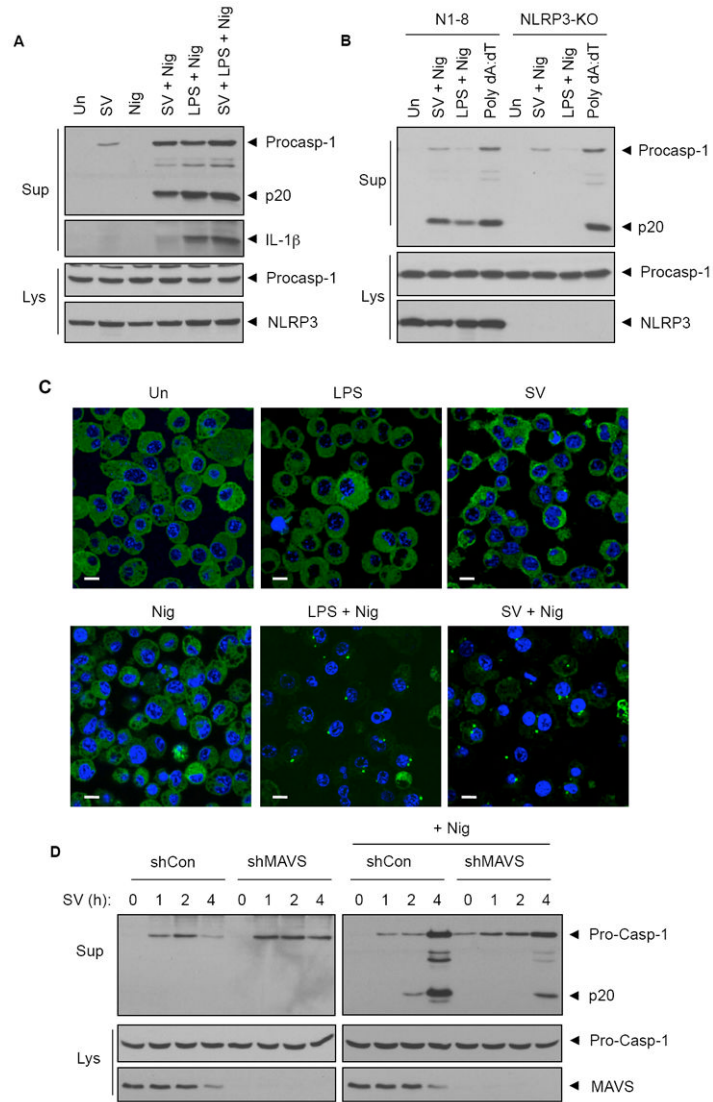 A
Un
SV
Nig
SV + Nig
LPS + Nig
SV + LPS + Nig
Sup
Procasp-1
p20
IL-1β
Lys
Procasp-1
NLRP3
B
N1-8 NLRP3-KO
Un
SV + Nig
LPS + Nig
Poly dA:dT
Un
SV + Nig
LPS + Nig
Poly dA:dT
Sup
Procasp-1
p20
Lys
Procasp-1
NLRP3
C
Un LPS SV
Nig LPS + Nig SV + Nig
D
+ Nig
shCon shMAVS shCon shMAVS
SV (h): 0 1 2 4 0 1 2 4 0 1 2 4 0 1 2 4
Sup
Pro-Casp-1
p20
Lys
Pro-Casp-1
MAVS